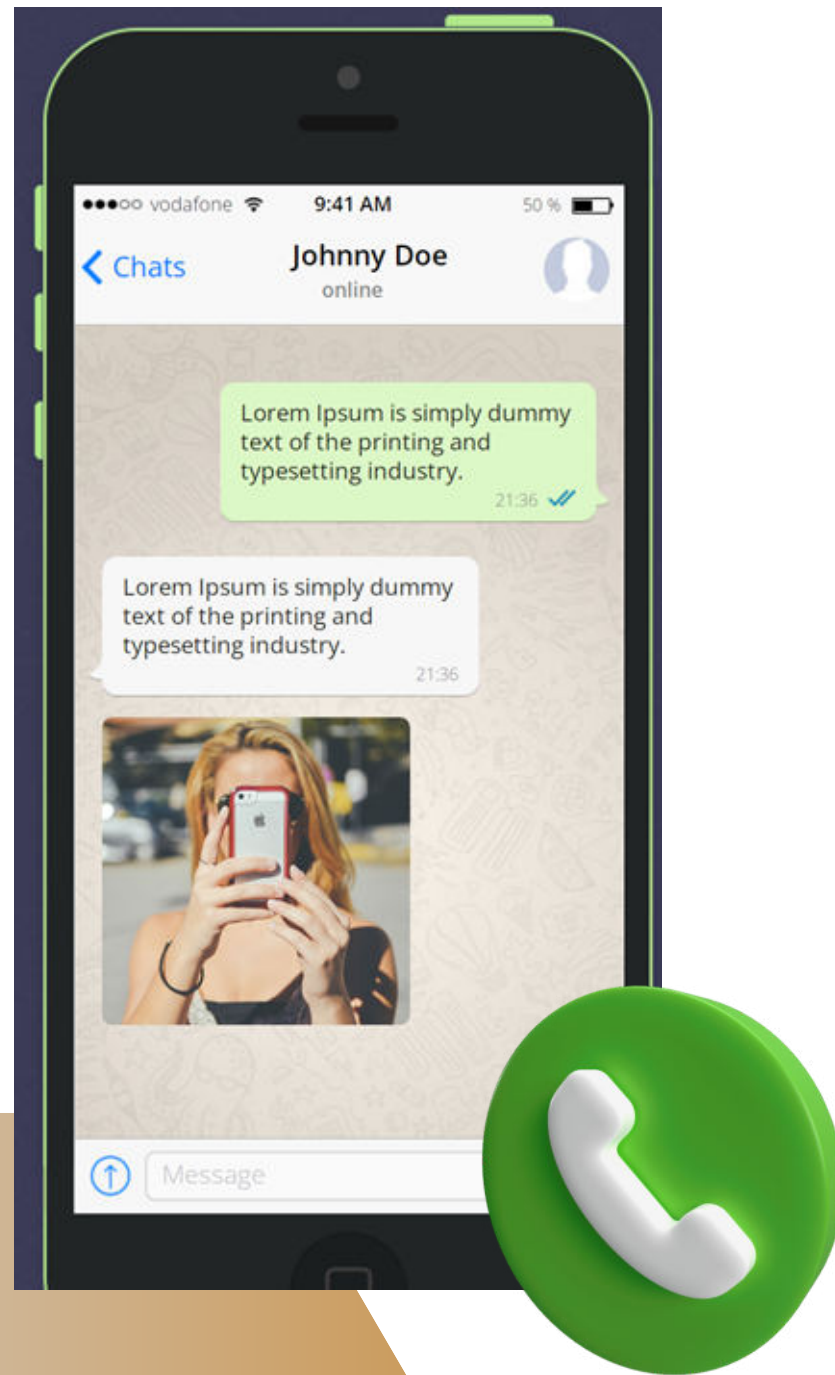 vodafone 9:41 AM 50 %
Chats Johnny Doe
online
Lorem Ipsum is simply dummy
text of the printing and
typesetting industry.
21:36
Lorem Ipsum is simply dummy
text of the printing and
typesetting industry.
21:36
Message